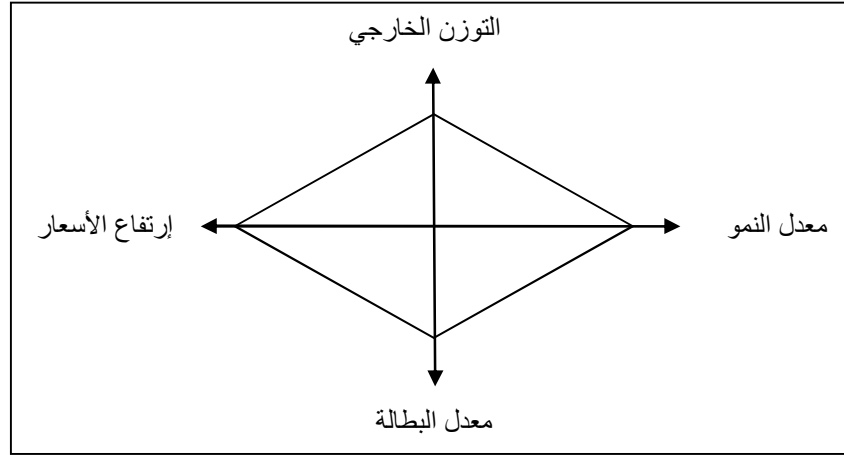 التوزن الخارجي
معدل النمو
إرتفاع الأسعار
معدل البطالة